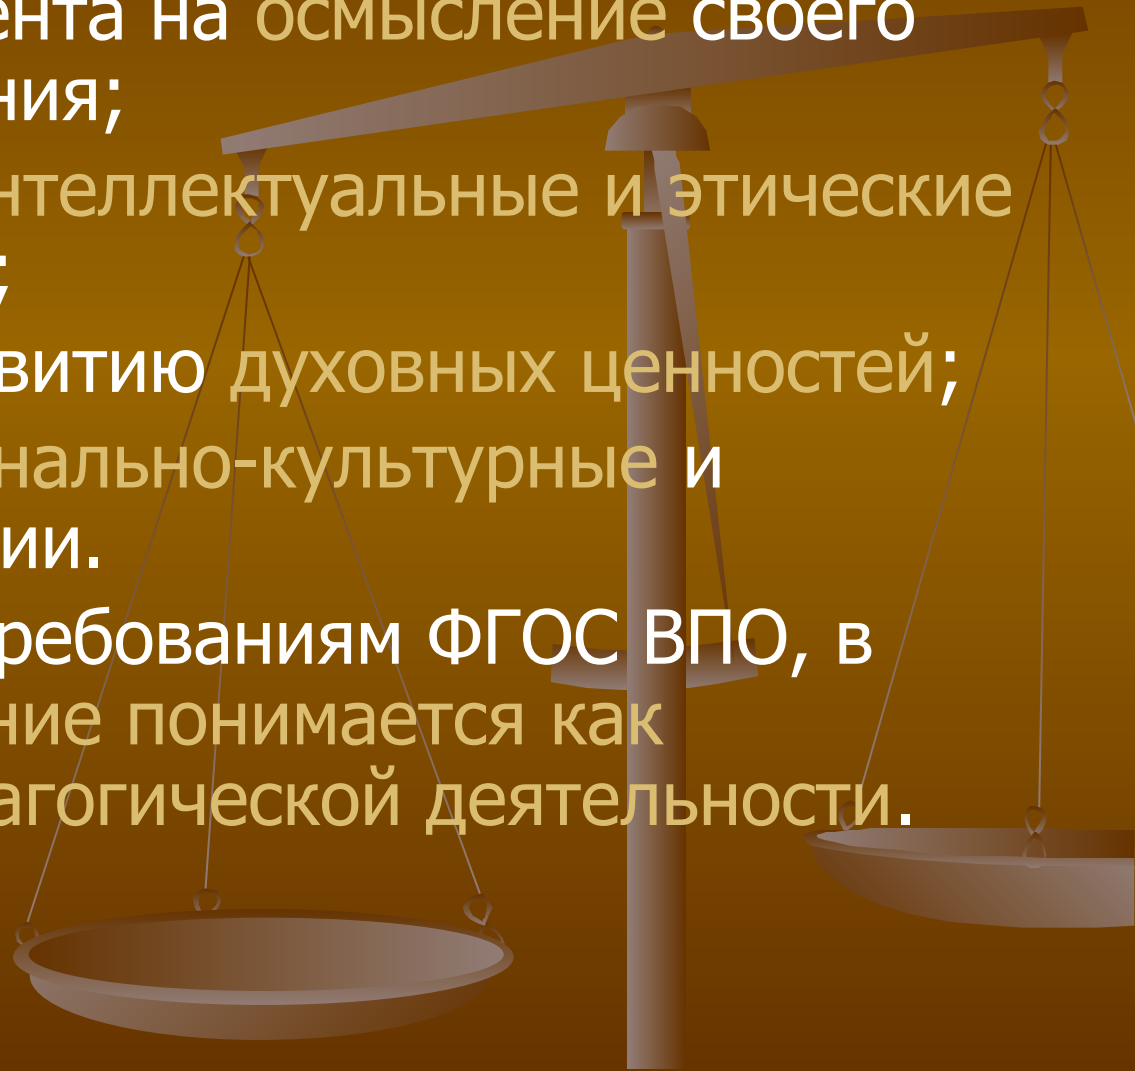 ента на осмысление своего
ния;
нтеллектуальные и этические
;
витию духовных ценностей;
нально-культурные и
ии.
ребованиям ФГОС ВПО, в
ние понимается как
агогической деятельности.